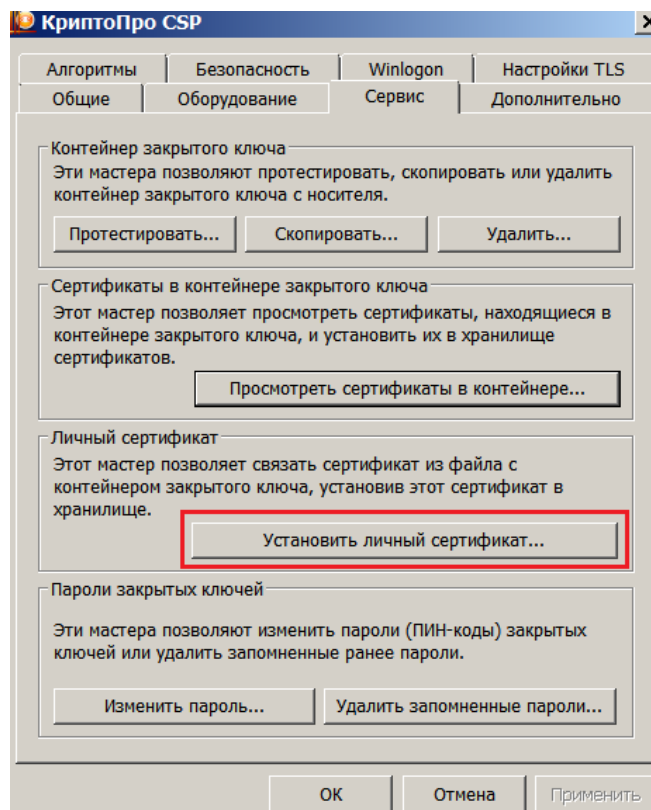 КриптоПро CSP
Алгоритмы Безопасность Winlogon Настройки TLS
Общие Оборудование Сервис Дополнительно
Контейнер закрытого ключа
Эти мастера позволяют протестировать, скопировать или удалить
контейнер закрытого ключа с носителя.
Протестировать... Скопировать... Удалить...
Сертификаты в контейнере закрытого ключа
Этот мастер позволяет просмотреть сертификаты, находящиеся в
контейнере закрытого ключа, и установить их в хранилище
сертификатов.
Просмотреть сертификаты в контейнере...
Личный сертификат
Этот мастер позволяет связать сертификат из файла с
контейнером закрытого ключа, установив этот сертификат в
хранилище.
Установить личный сертификат...
Пароли закрытых ключей
Эти мастера позволяют изменить пароли (ПИН-коды) закрытых
ключей или удалить запомненные ранее пароли.
Изменить пароль... Удалить запомненные пароли...
ОК Отмена Применить